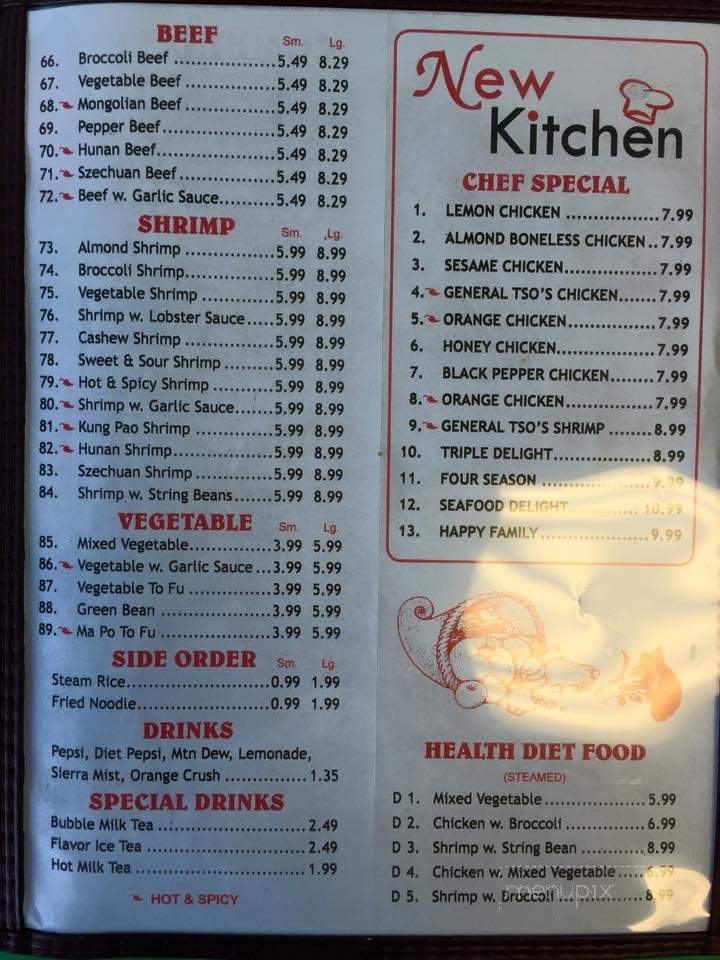 BEEF
Sm. Lg.
66. Broccoli Beef ..................5.49 8.29
67. Vegetable Beef ................5.49 8.29
68. Mongolian Beef ................5.49 8.29
69. Pepper Beef....................5.49 8.29
70. Hunan Beef.....................5.49 8.29
71. Szechuan Beef .................5.49 8.29
72. Beef w. Garlic Sauce..........5.49 8.29
SHRIMP
Sm. Lg.
73. Almond Shrimp ................5.99 8.99
74. Broccoli Shrimp................5.99 8.99
75. Vegetable Shrimp .............5.99 8.99
76. Shrimp w. Lobster Sauce.....5.99 8.99
77. Cashew Shrimp ................5.99 8.99
78. Sweet & Sour Shrimp .........5.99 8.99
79. Hot & Spicy Shrimp ...........5.99 8.99
80. Shrimp w. Garlic Sauce.......5.99 8.99
81. Kung Pao Shrimp ..............5.99 8.99
82. Hunan Shrimp..................5.99 8.99
83. Szechuan Shrimp ..............5.99 8.99
84. Shrimp w. String Beans.......5.99 8.99
VEGETABLE
Sm. Lg.
85. Mixed Vegetable...............3.99 5.99
86. Vegetable w. Garlic Sauce ...3.99 5.99
87. Vegetable To Fu ...............3.99 5.99
88. Green Bean ....................3.99 5.99
89. Ma Po To Fu ...................3.99 5.99
SIDE ORDER
Sm. Lg.
Steam Rice..........................0.99 1.99
Fried Noodle........................0.99 1.99
DRINKS
Pepsi, Diet Pepsi, Mtn Dew, Lemonade,
Sierra Mist, Orange Crush ...............1.35
SPECIAL DRINKS
Bubble Milk Tea ...........................2.49
Flavor Ice Tea .............................2.49
Hot Milk Tea ...............................1.99
HOT & SPICY
New
Kitchen
CHEF SPECIAL
1. LEMON CHICKEN .................7.99
2. ALMOND BONELESS CHICKEN ..7.99
3. SESAME CHICKEN.................7.99
4. GENERAL TSO'S CHICKEN.......7.99
5. ORANGE CHICKEN................7.99
6. HONEY CHICKEN..................7.99
7. BLACK PEPPER CHICKEN........7.99
8. ORANGE CHICKEN................7.99
9. GENERAL TSO'S SHRIMP ........8.99
10. TRIPLE DELIGHT..................8.99
11. FOUR SEASON ....................9.99
12. SEAFOOD DELIGHT..............10.99
13. HAPPY FAMILY....................9.99
HEALTH DIET FOOD
(STEAMED)
D 1. Mixed Vegetable....................5.99
D 2. Chicken w. Broccoli ...............6.99
D 3. Shrimp w. String Bean ...........8.99
D 4. Chicken w. Mixed Vegetable.....6.99
D 5. Shrimp w. Broccoli ................8.99
menupix